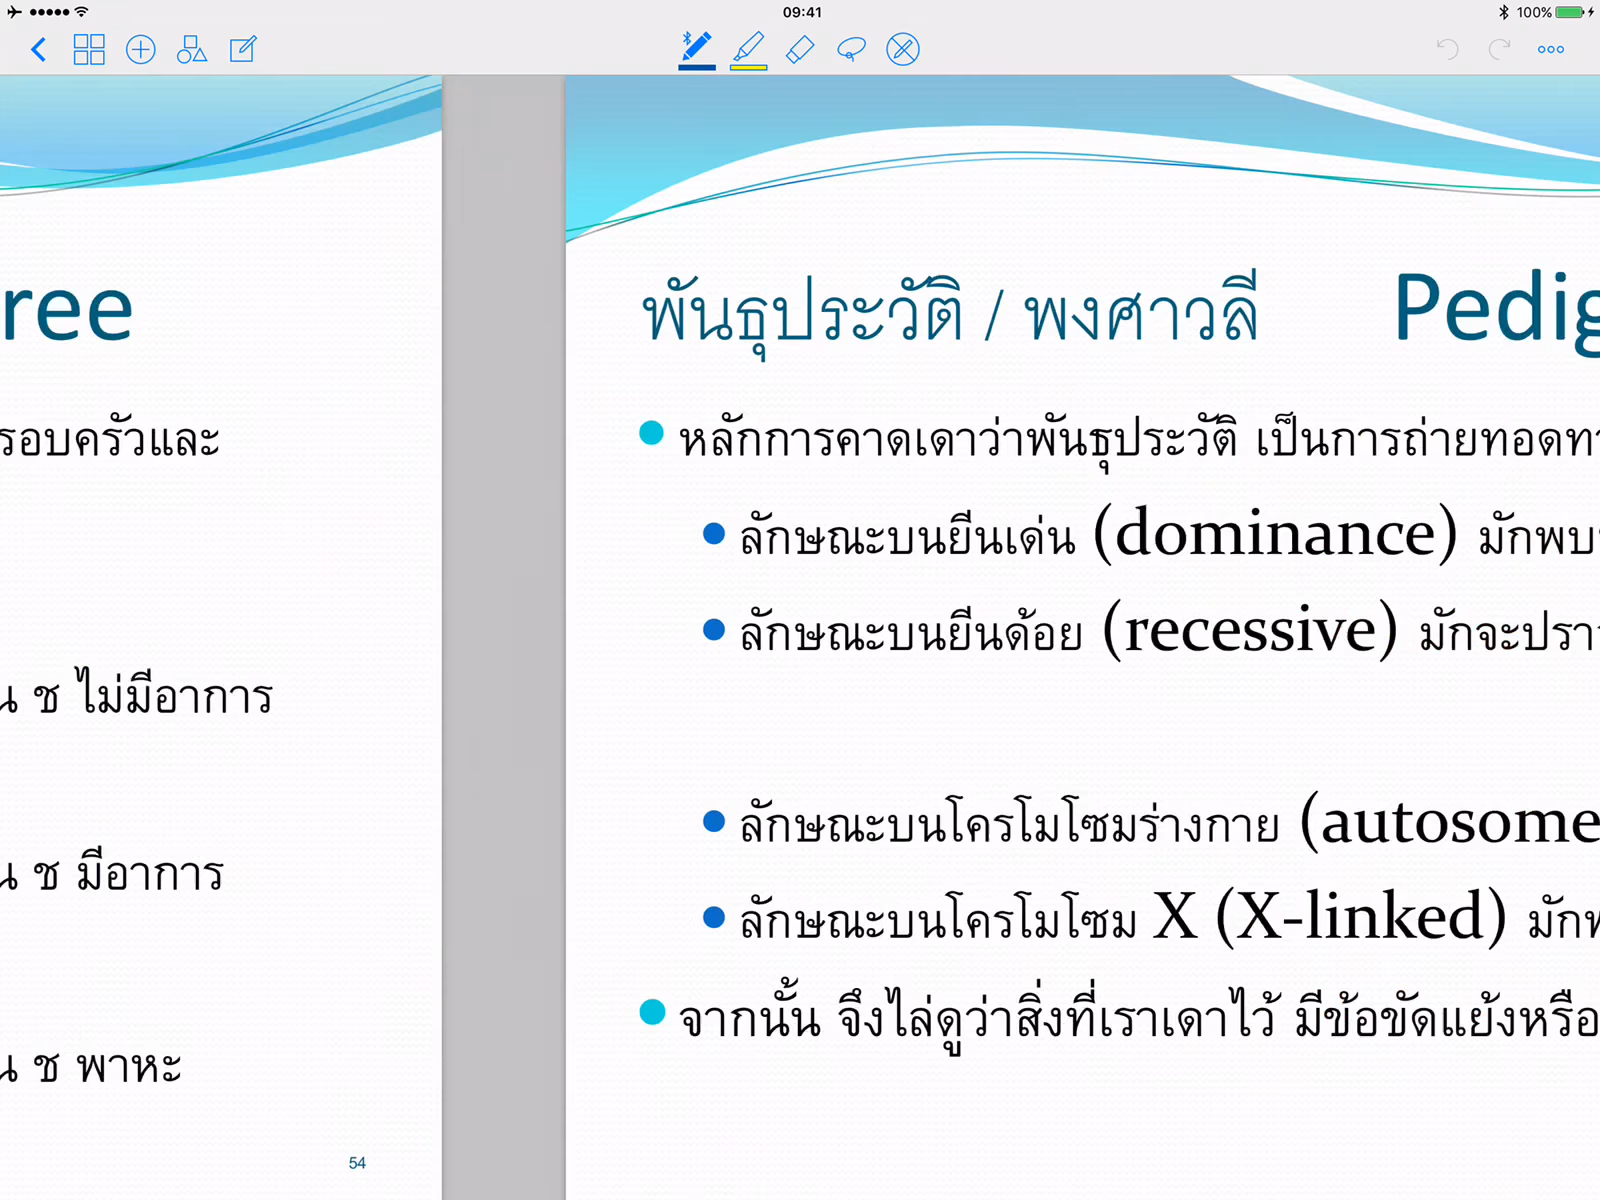 09:41
100%
ree
รอบครัวและ
ช ไม่มีอาการ
ช มีอาการ
ช พาหะ
54
พันธุประวัติ / พงศาวลี Pedig
หลักการคาดเดาว่าพันธุประวัติ เป็นการถ่ายทอดทา
ลักษณะบนยีนเด่น (dominance) มักพบ
ลักษณะบนยีนด้อย (recessive) มักจะปรา
ลักษณะบนโครโมโซมร่างกาย (autosome
ลักษณะบนโครโมโซม X (X-linked) มัก
จากนั้น จึงไล่ดูว่าสิ่งที่เราเดาไว้ มีข้อขัดแย้งหรือ